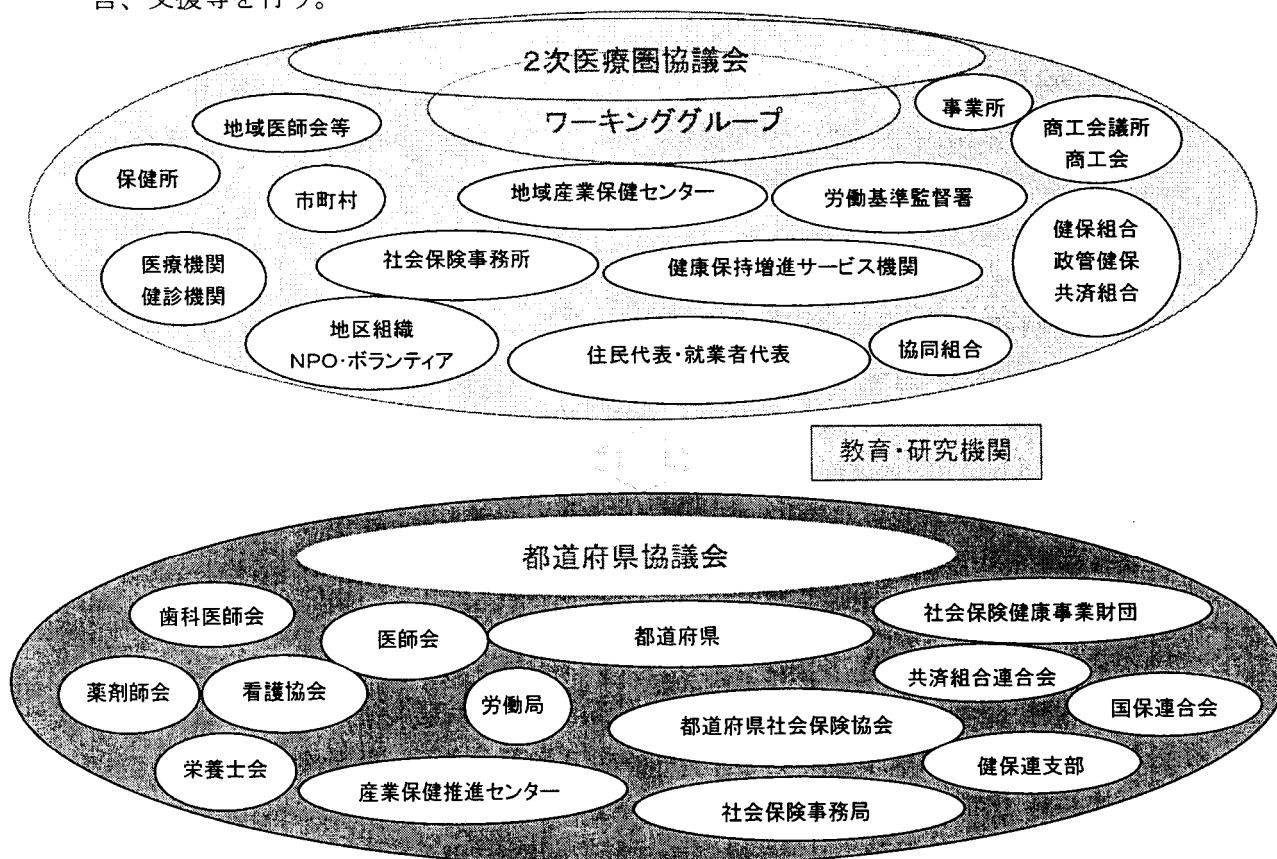 言、支援等を行う。
2次医療圏協議会
ワーキンググループ
事業所
地域医師会等
商工会議所
商工会
保健所
市町村
地域産業保健センター
労働基準監督署
健保組合
政管健保
共済組合
医療機関
健診機関
社会保険事務所
健康保持増進サービス機関
地区組織
NPO・ボランティア
住民代表・就業者代表
協同組合
教育・研究機関
都道府県協議会
歯科医師会
医師会
都道府県
社会保険健康事業財団
薬剤師会
看護協会
労働局
共済組合連合会
国保連合会
都道府県社会保険協会
栄養士会
産業保健推進センター
健保連支部
社会保険事務局